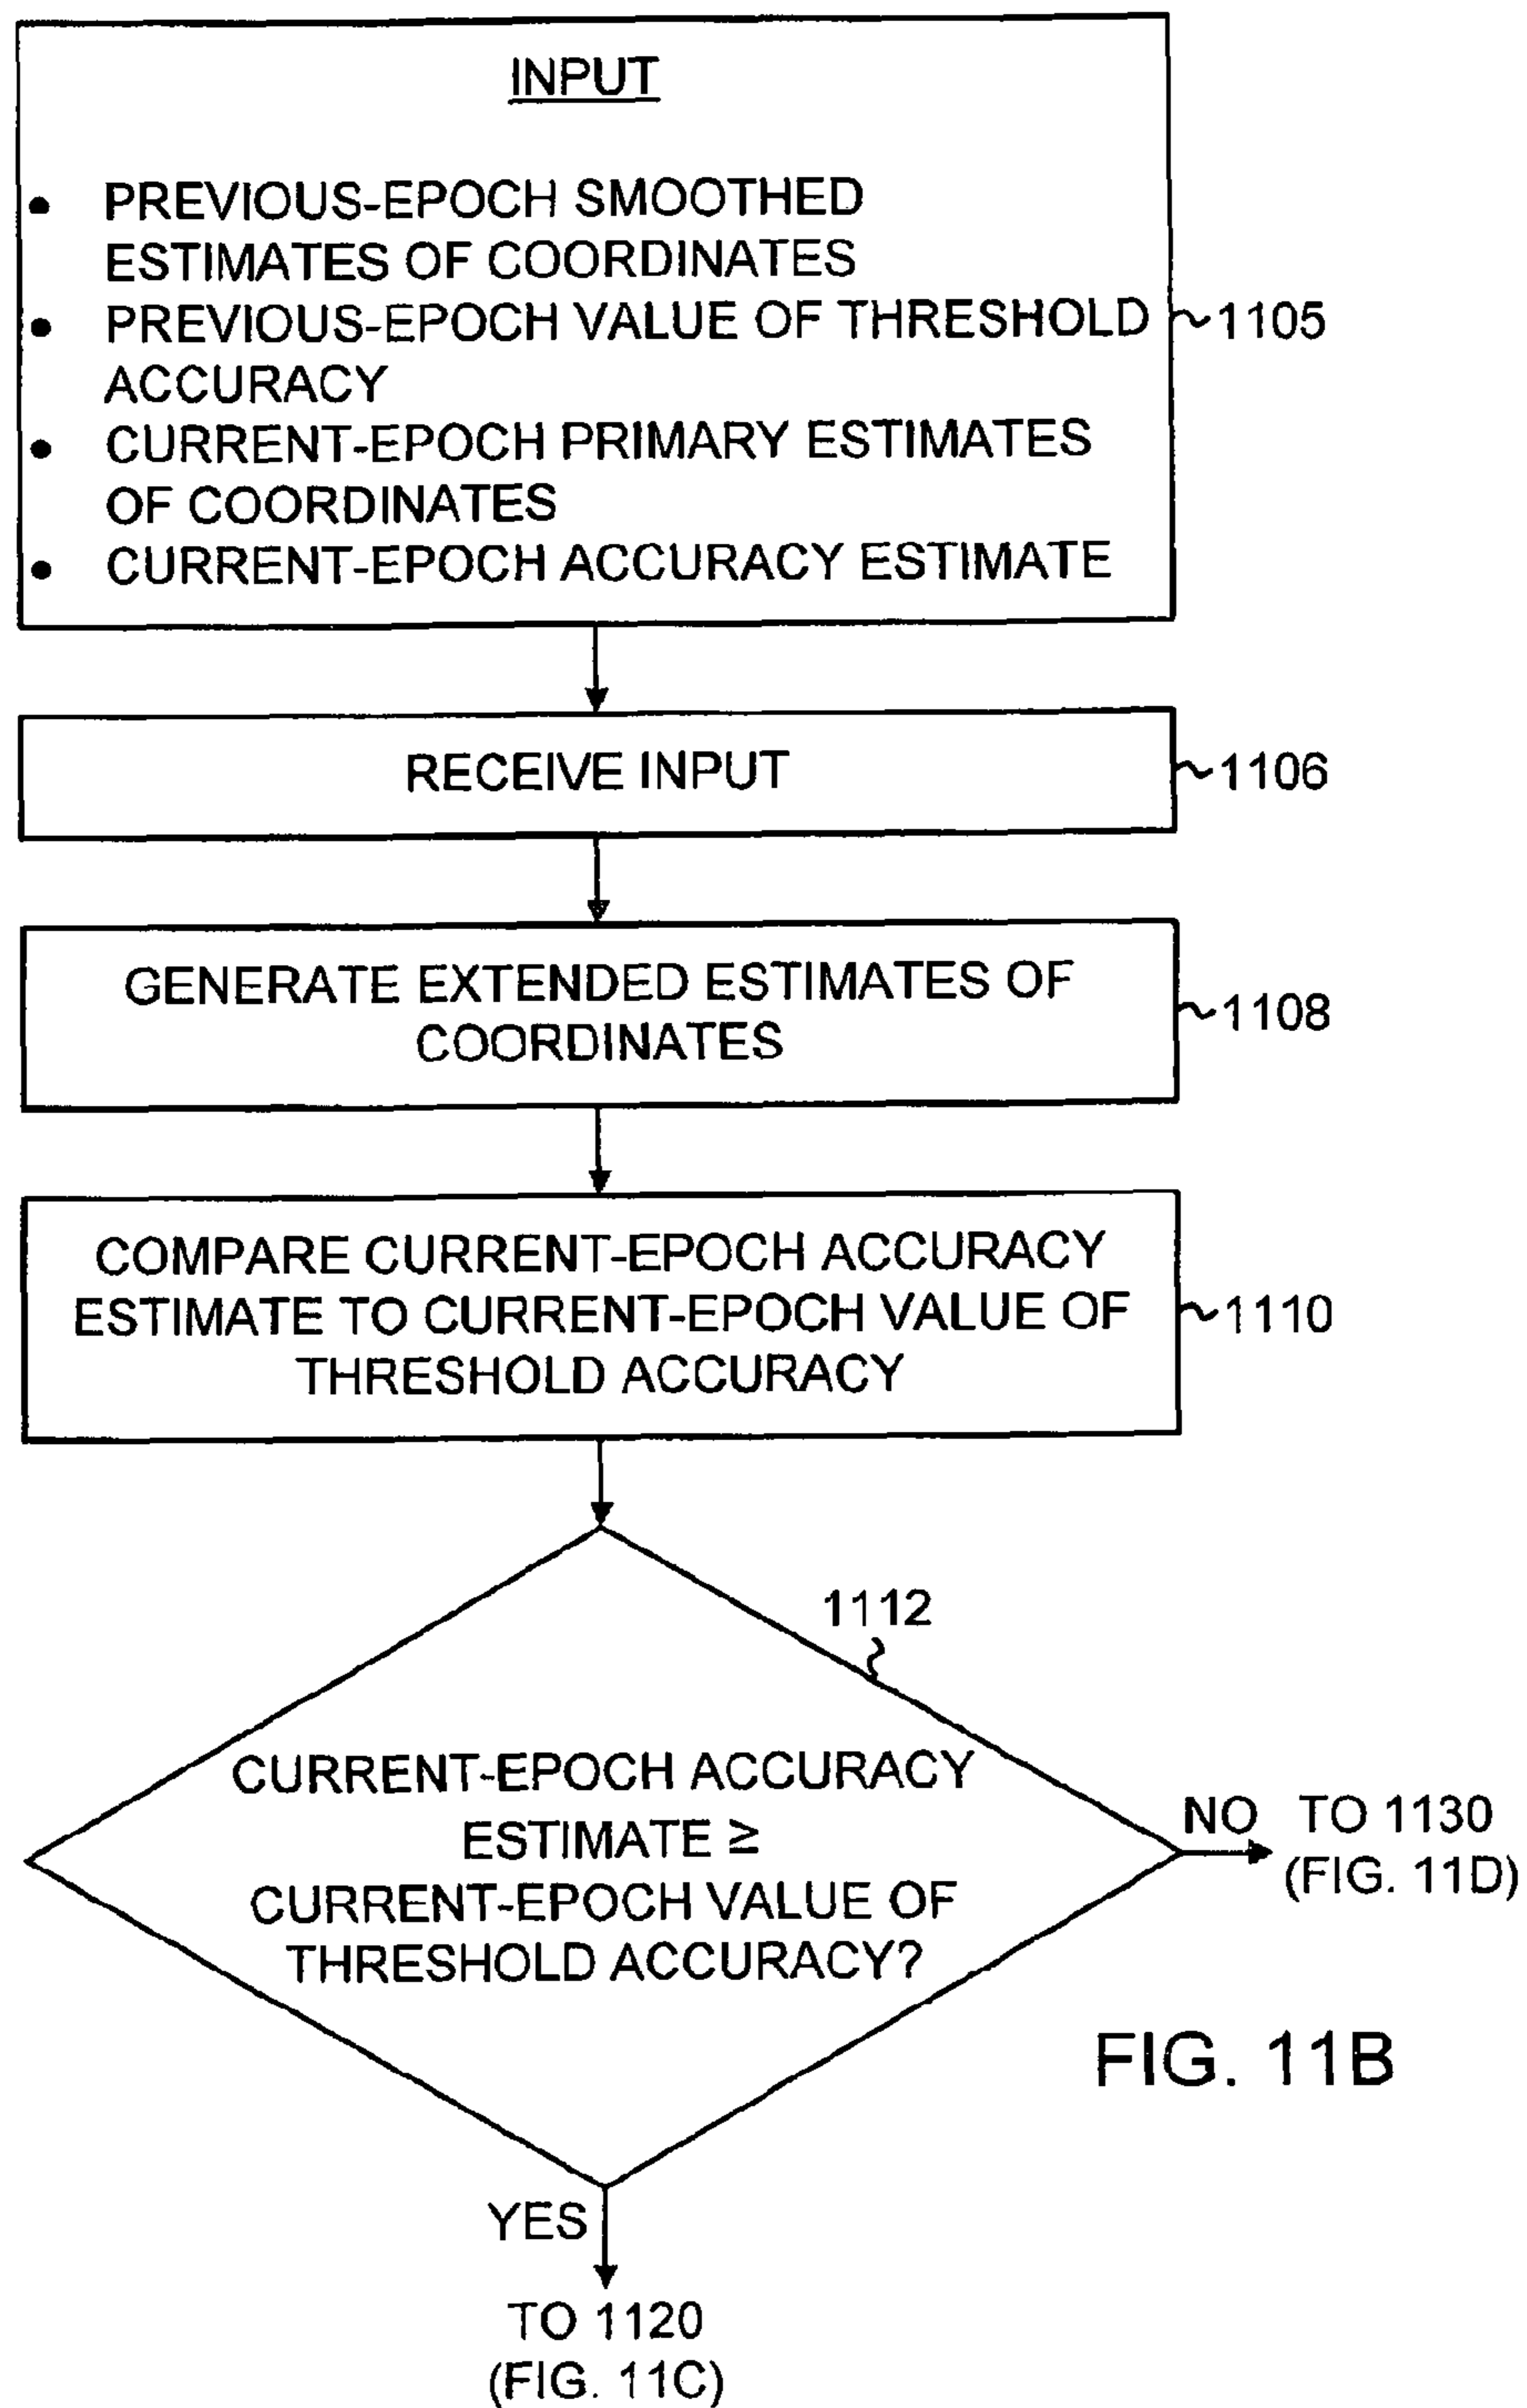 INPUT
• PREVIOUS-EPOCH SMOOTHED
ESTIMATES OF COORDINATES
• PREVIOUS-EPOCH VALUE OF THRESHOLD
ACCURACY
• CURRENT-EPOCH PRIMARY ESTIMATES
OF COORDINATES
• CURRENT-EPOCH ACCURACY ESTIMATE
1105
RECEIVE INPUT
1106
GENERATE EXTENDED ESTIMATES OF
COORDINATES
1108
COMPARE CURRENT-EPOCH ACCURACY
ESTIMATE TO CURRENT-EPOCH VALUE OF
THRESHOLD ACCURACY
1110
1112
CURRENT-EPOCH ACCURACY
ESTIMATE ≥
CURRENT-EPOCH VALUE OF
THRESHOLD ACCURACY?
NO TO 1130
(FIG. 11D)
FIG. 11B
YES
TO 1120
(FIG. 11C)